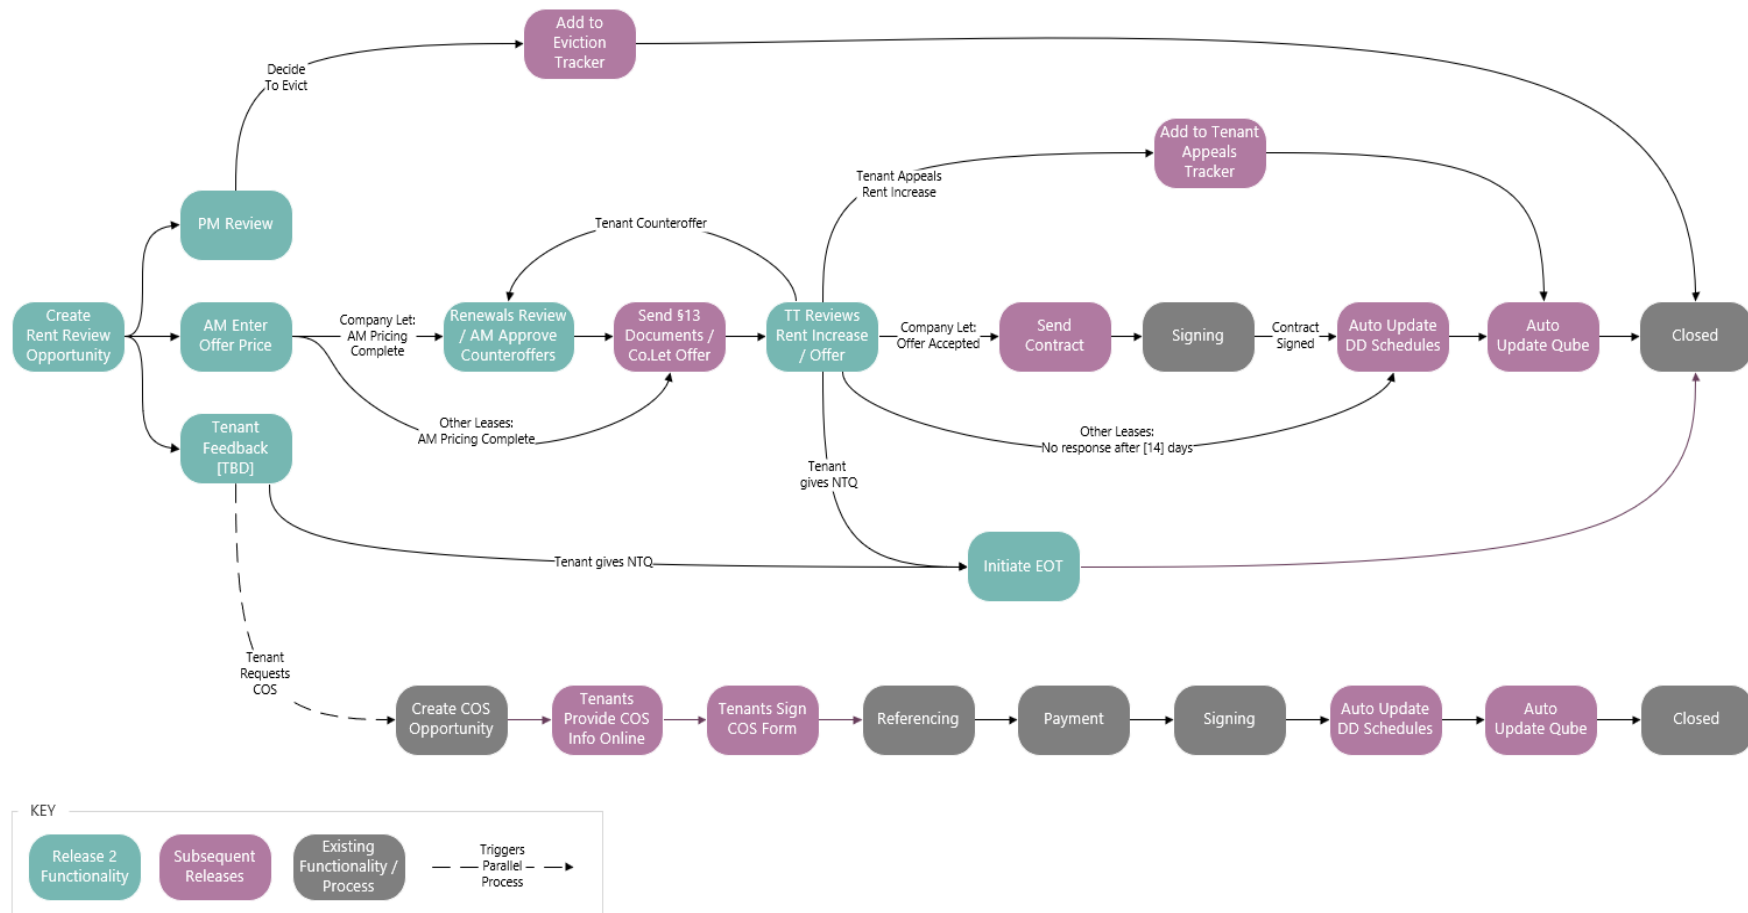 Add to
Eviction
Tracker
Decide
To Evict
Add to Tenant
Appeals
Tracker
Tenant Appeals
Rent Increase
PM Review
Tenant Counteroffer
Create
Rent Review
Opportunity
AM Enter
Offer Price
Company Let:
AM Pricing
Complete
Renewals Review
/ AM Approve
Counteroffers
Send §13
Documents /
Co.Let Offer
TT Reviews
Rent Increase
/ Offer
Company Let:
Offer Accepted
Send
Contract
Signing
Contract
Signed
Auto Update
DD Schedules
Auto
Update Qube
Closed
Tenant
Feedback
[TBD]
Other Leases:
AM Pricing Complete
Other Leases:
No response after [14] days
Tenant
gives NTQ
Tenant gives NTQ
Initiate EOT
Tenant
Requests
COS
Create COS
Opportunity
Tenants
Provide COS
Info Online
Tenants Sign
COS Form
Referencing
Payment
Signing
Auto Update
DD Schedules
Auto
Update Qube
Closed
KEY
Release 2
Functionality
Subsequent
Releases
Existing
Functionality /
Process
Triggers
Parallel
Process